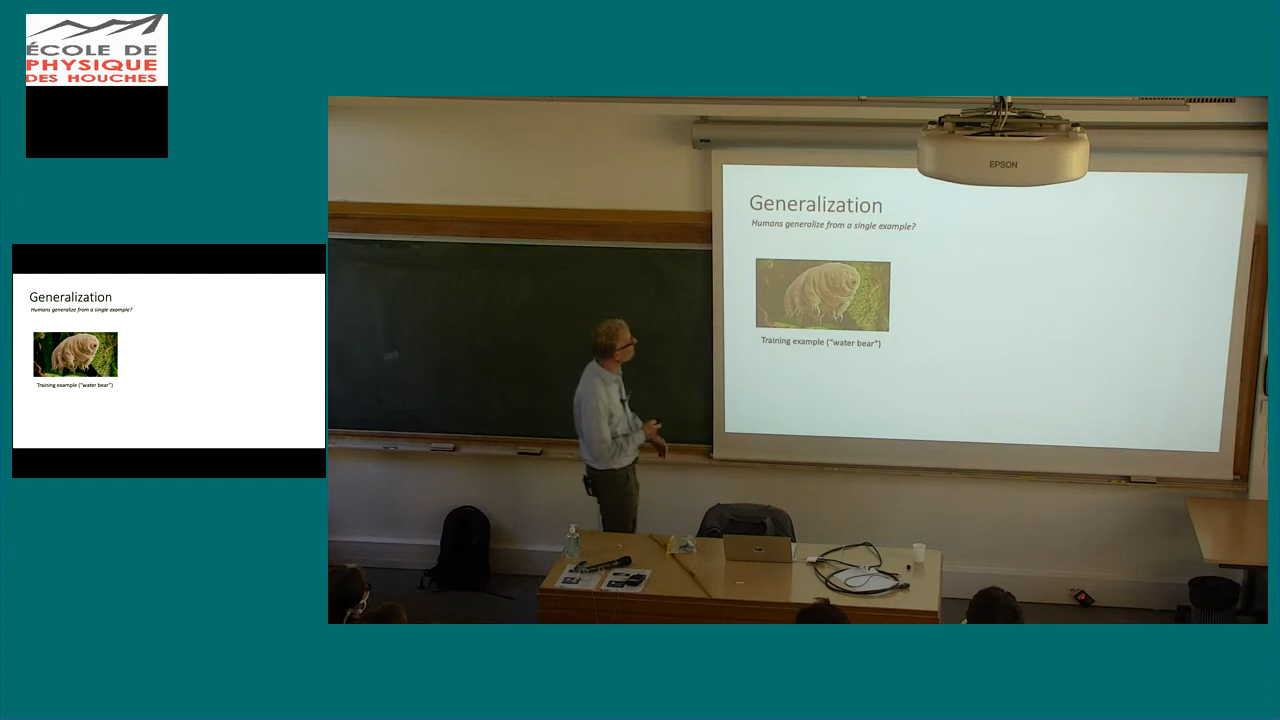 ÉCOLE DE
PHYSIQUE
DES HOUCHES
Generalization
Humans generalize from a single example?
Training example ("water bear")
EPSON
Generalization
Humans generalize from a single example?
Training example ("water bear")